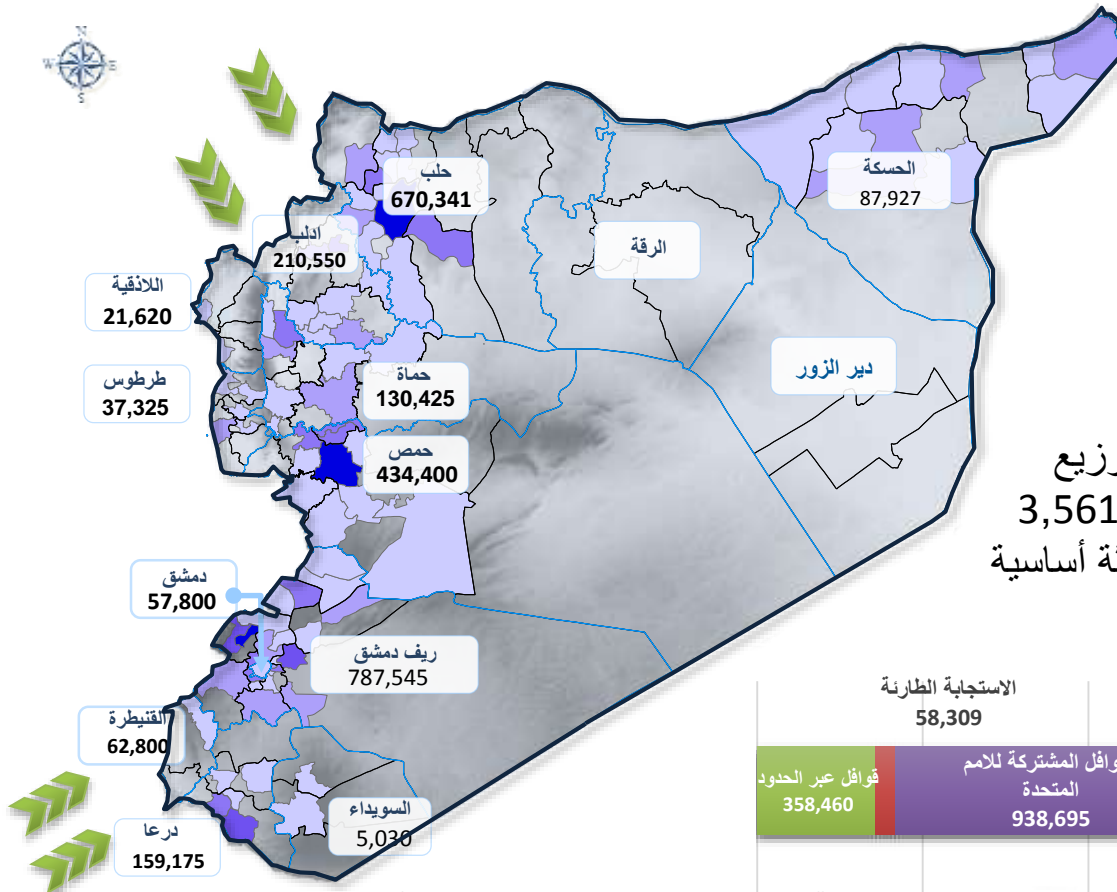 N
W E
S
حلب
670,341
الحسكة
87,927
ادلب
210,550
الرقة
اللاذقية
21,620
دير الزور
طرطوس
37,325
حماة
130,425
حمص
434,400
3,561
أساسية
دمشق
57,800
ريف دمشق
787,545
القنيطرة
62,800
السويداء
5,030
درعا
159,175
الاستجابة الطارئة
58,309
قوافل عبر الحدود
358,460
المشتركة للامم
المتحدة
938,695